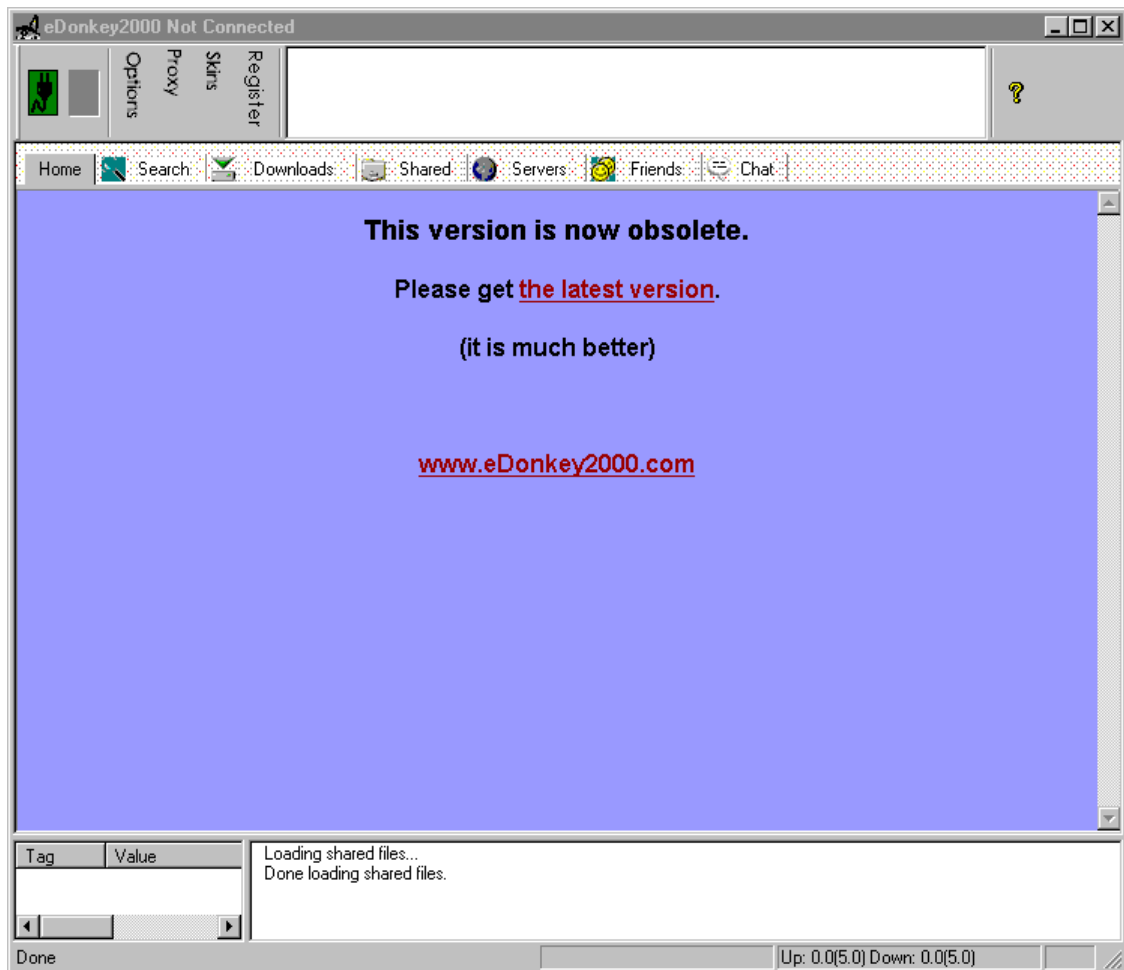 eDonkey2000 Not Connected
Options
Proxy
Skins
Register
Home Search Downloads Shared Servers Friends Chat
This version is now obsolete.
Please get the latest version.
(it is much better)
www.eDonkey2000.com
Tag Value
Loading shared files...
Done loading shared files.
Done
Up: 0.0(5.0) Down: 0.0(5.0)